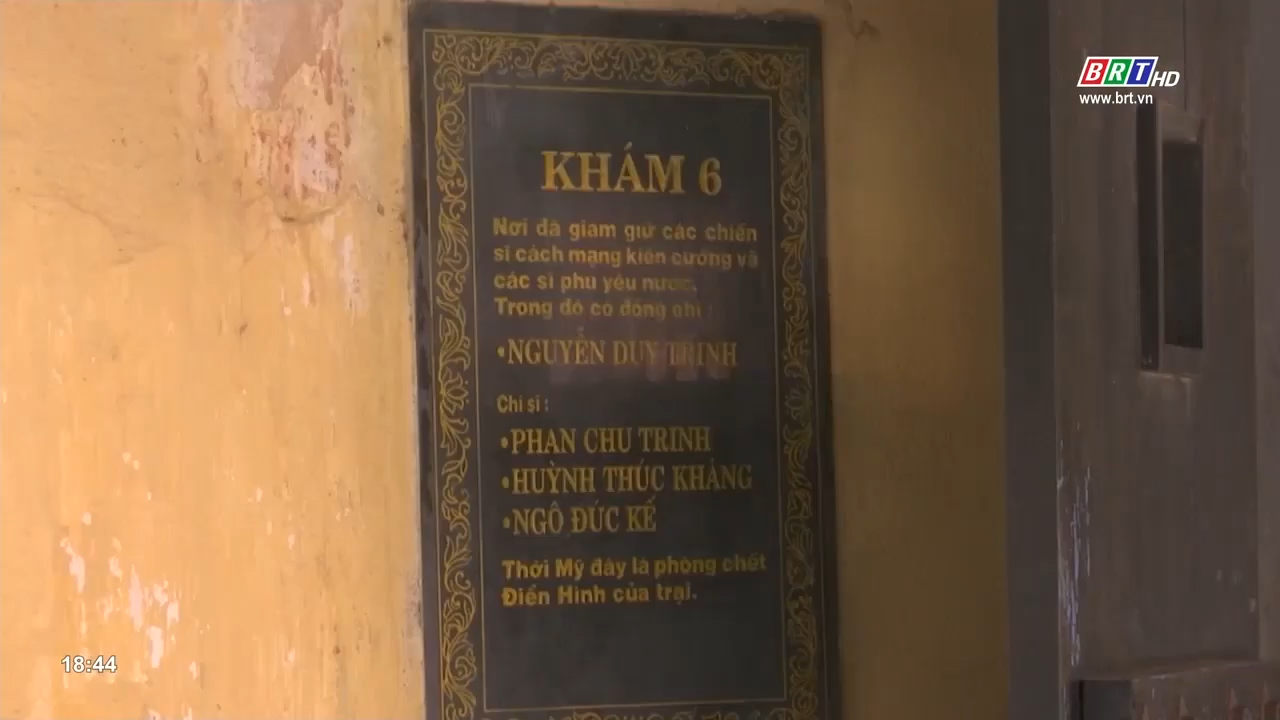 BRT HD
www.brt.vn
KHÁM 6
Nơi đã giam giữ các chiến
sĩ cách mạng kiên cường và
các sĩ phu yêu nước.
Trong đó có đồng chí :
•NGUYỄN DUY TRINH
Chí sĩ :
•PHAN CHU TRINH
•HUỲNH THÚC KHÁNG
•NGÔ ĐỨC KẾ
Thời Mỹ đây là phòng chết
Điển Hình của trại.
18:44